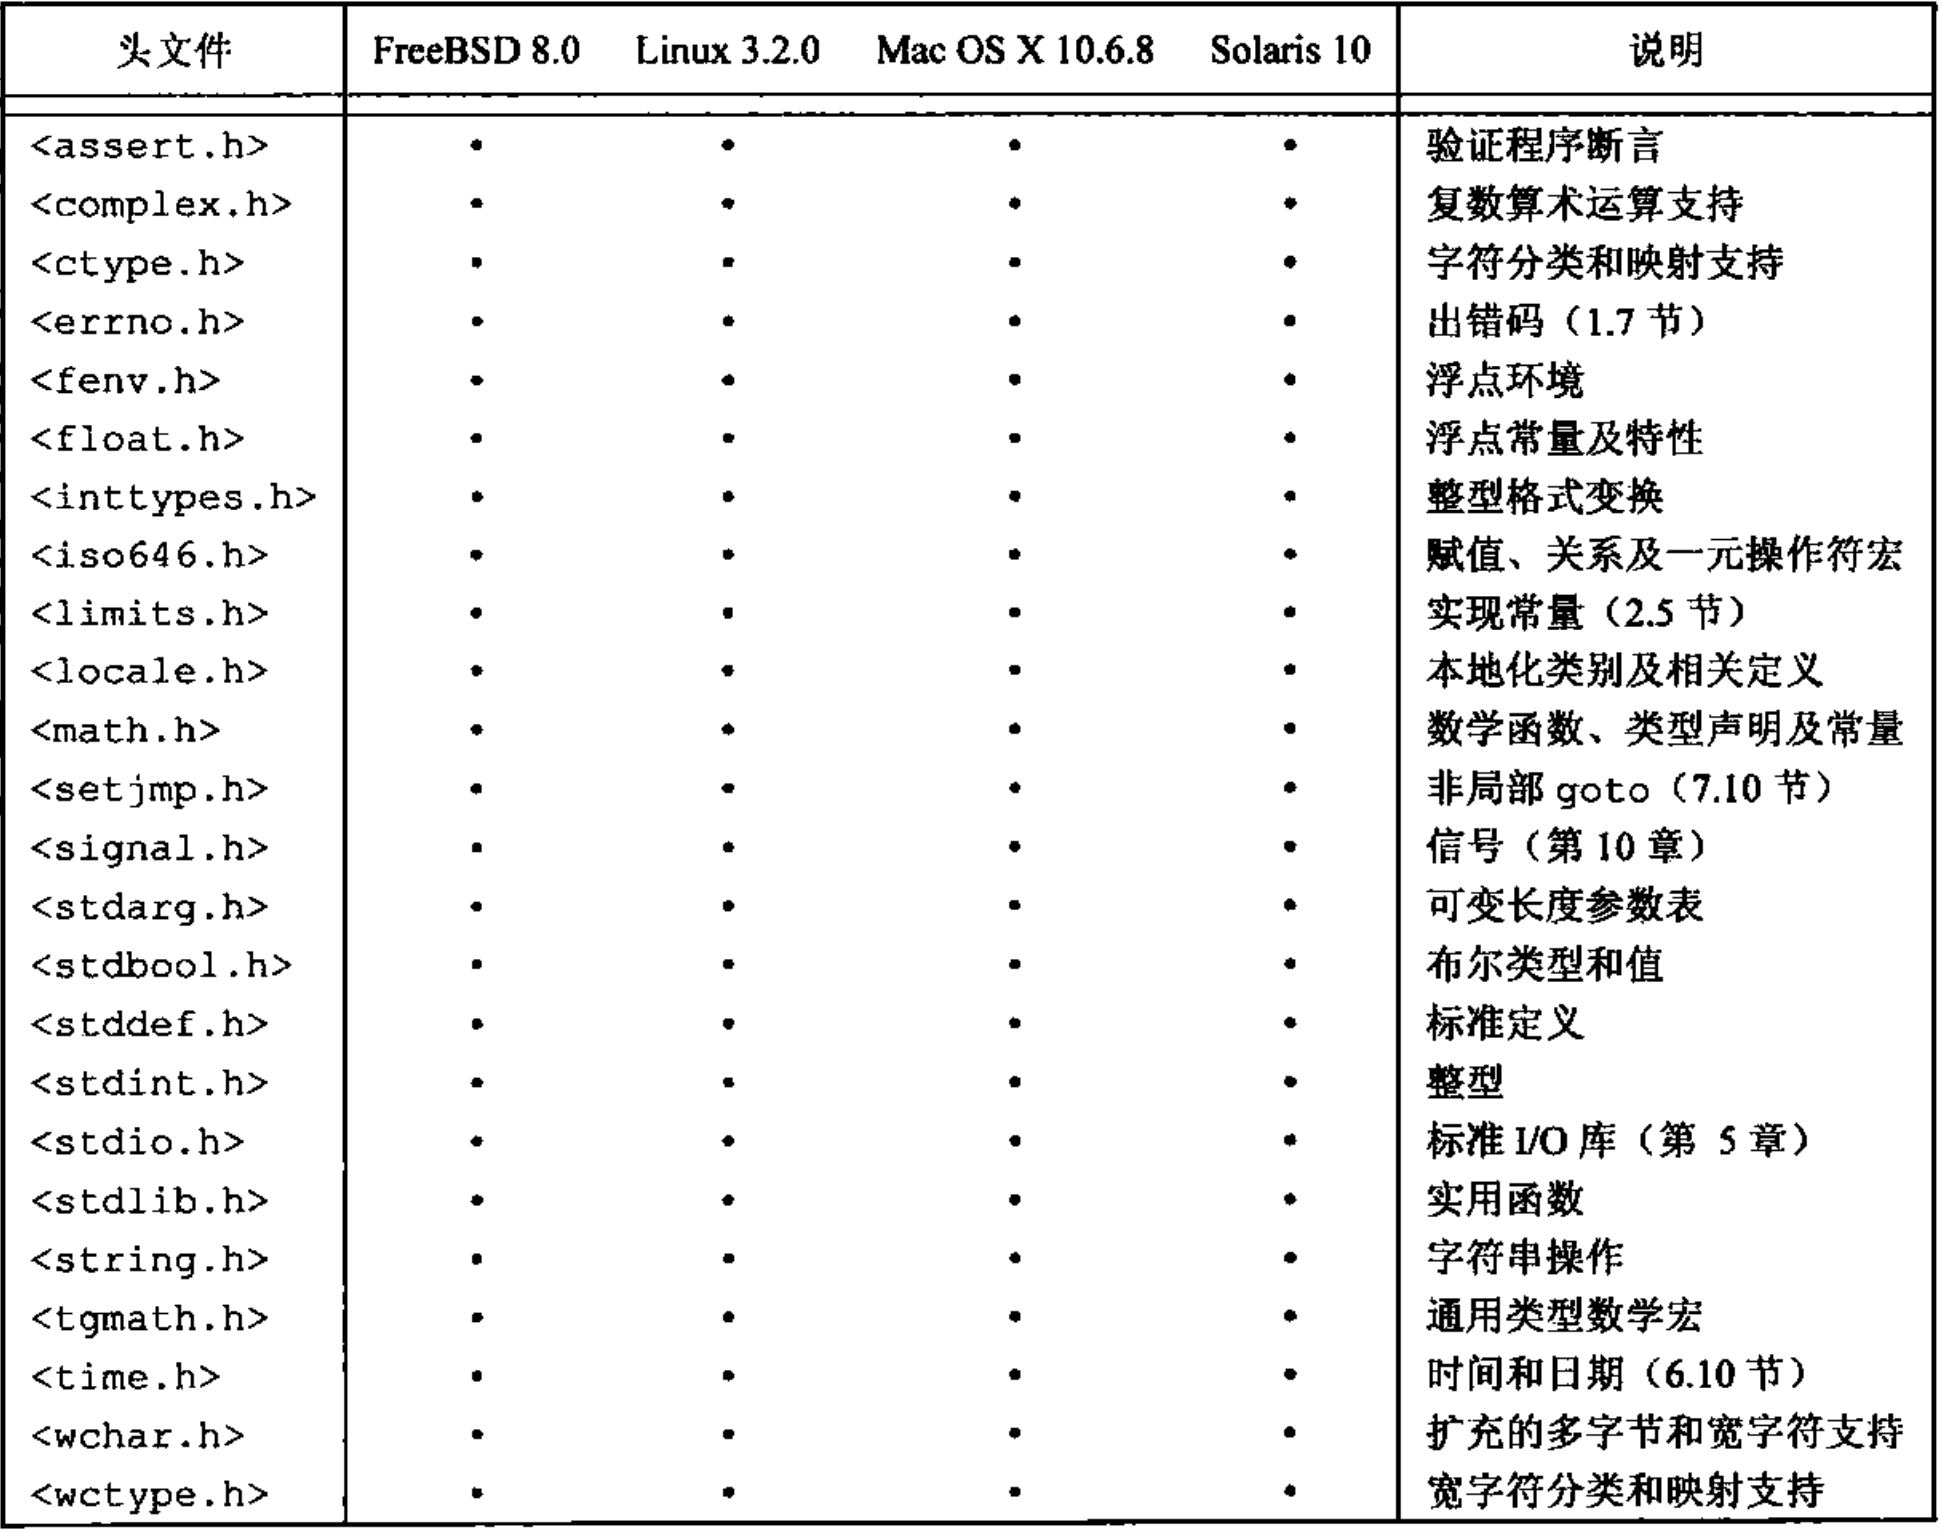 头文件 FreeBSD 8.0 Linux 3.2.0 Mac OS X 10.6.8 Solaris 10 说明
<assert.h> • • • • 验证程序断言
<complex.h> • • • • 复数算术运算支持
<ctype.h> • • • • 字符分类和映射支持
<errno.h> • • • • 出错码（1.7 节）
<fenv.h> • • • • 浮点环境
<float.h> • • • • 浮点常量及特性
<inttypes.h> • • • • 整型格式变换
<iso646.h> • • • • 赋值、关系及一元操作符宏
<limits.h> • • • • 实现常量（2.5 节）
<locale.h> • • • • 本地化类别及相关定义
<math.h> • • • • 数学函数、类型声明及常量
<setjmp.h> • • • • 非局部 goto（7.10 节）
<signal.h> • • • • 信号（第 10 章）
<stdarg.h> • • • • 可变长度参数表
<stdbool.h> • • • • 布尔类型和值
<stddef.h> • • • • 标准定义
<stdint.h> • • • • 整型
<stdio.h> • • • • 标准 I/O 库（第 5 章）
<stdlib.h> • • • • 实用函数
<string.h> • • • • 字符串操作
<tgmath.h> • • • • 通用类型数学宏
<time.h> • • • • 时间和日期（6.10 节）
<wchar.h> • • • • 扩充的多字节和宽字符支持
<wctype.h> • • • • 宽字符分类和映射支持